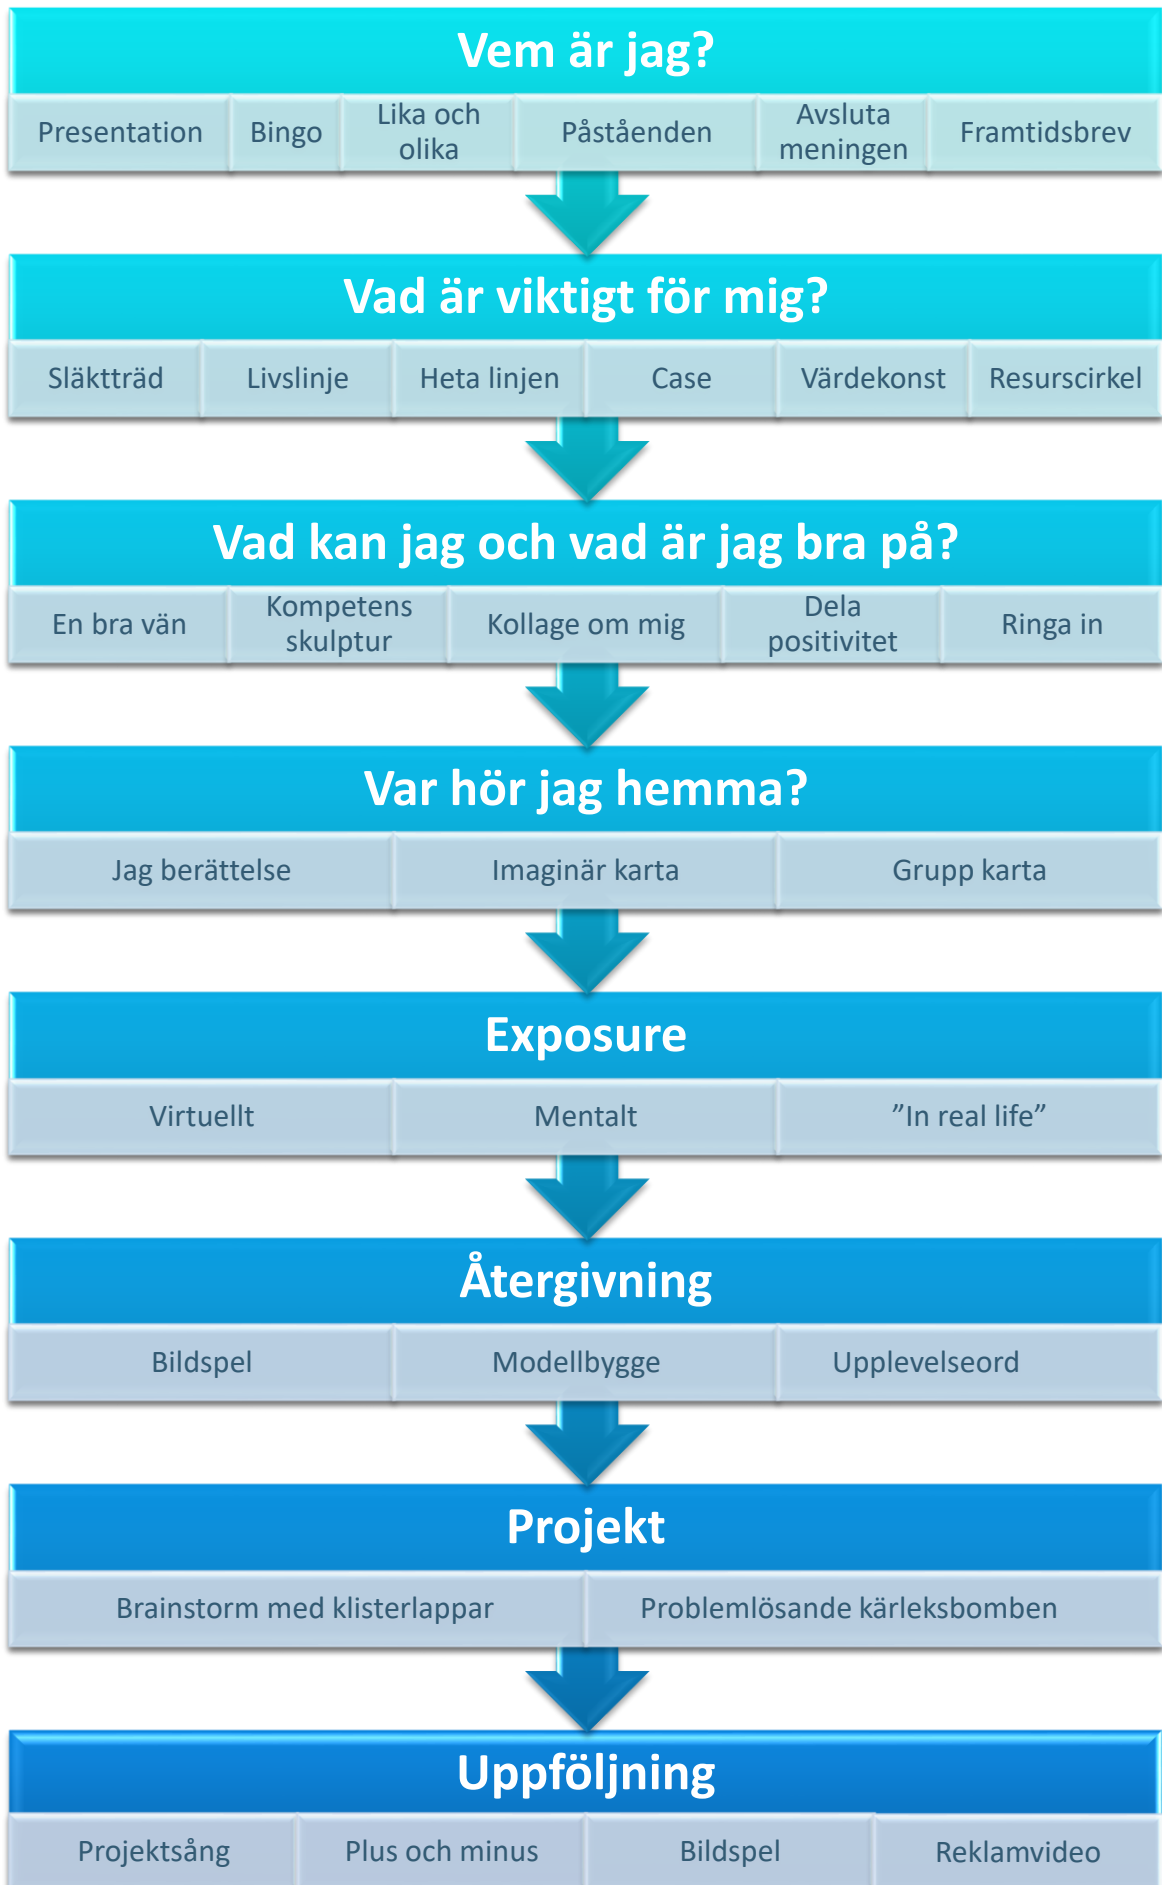 Vem är jag?
Presentation
Bingo
Lika och
olika
Påståenden
Avsluta
meningen
Framtidsbrev
Vad är viktigt för mig?
Släktträd
Livslinje
Heta linjen
Case
Värdekonst
Resurscirkel
Vad kan jag och vad är jag bra på?
En bra vän
Kompetens
skulptur
Kollage om mig
Dela
positivitet
Ringa in
Var hör jag hemma?
Jag berättelse
Imaginär karta
Grupp karta
Exposure
Virtuellt
Mentalt
”In real life”
Återgivning
Bildspel
Modellbygge
Upplevelseord
Projekt
Brainstorm med klisterlappar
Problemlösande kärleksbomben
Uppföljning
Projektsång
Plus och minus
Bildspel
Reklamvideo